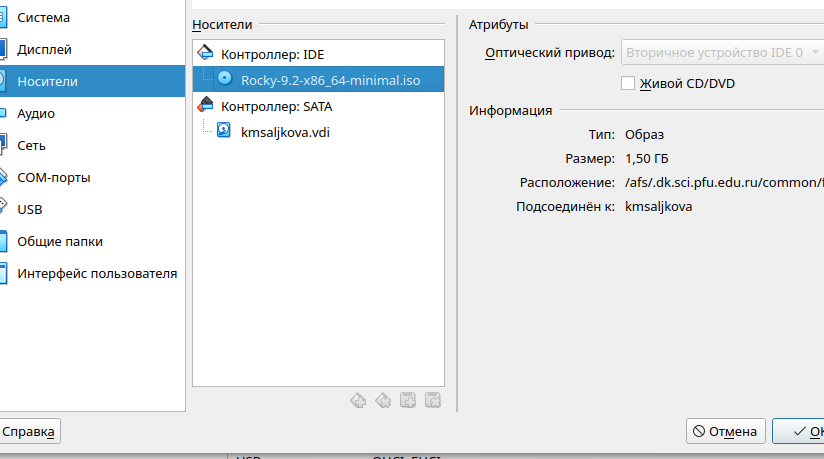 Система
Дисплей
Носители
Аудио
Сеть
COM-порты
USB
Общие папки
Интерфейс пользователя
Носители
Контроллер: IDE
Rocky-9.2-x86_64-minimal.iso
Контроллер: SATA
kmsaljkova.vdi
Атрибуты
Оптический привод: Вторичное устройство IDE 0
Живой CD/DVD
Информация
Тип: Образ
Размер: 1,50 ГБ
Расположение: /afs/.dk.sci.pfu.edu.ru/common/f
Подсоединён к: kmsaljkova
Справка
Отмена
OK